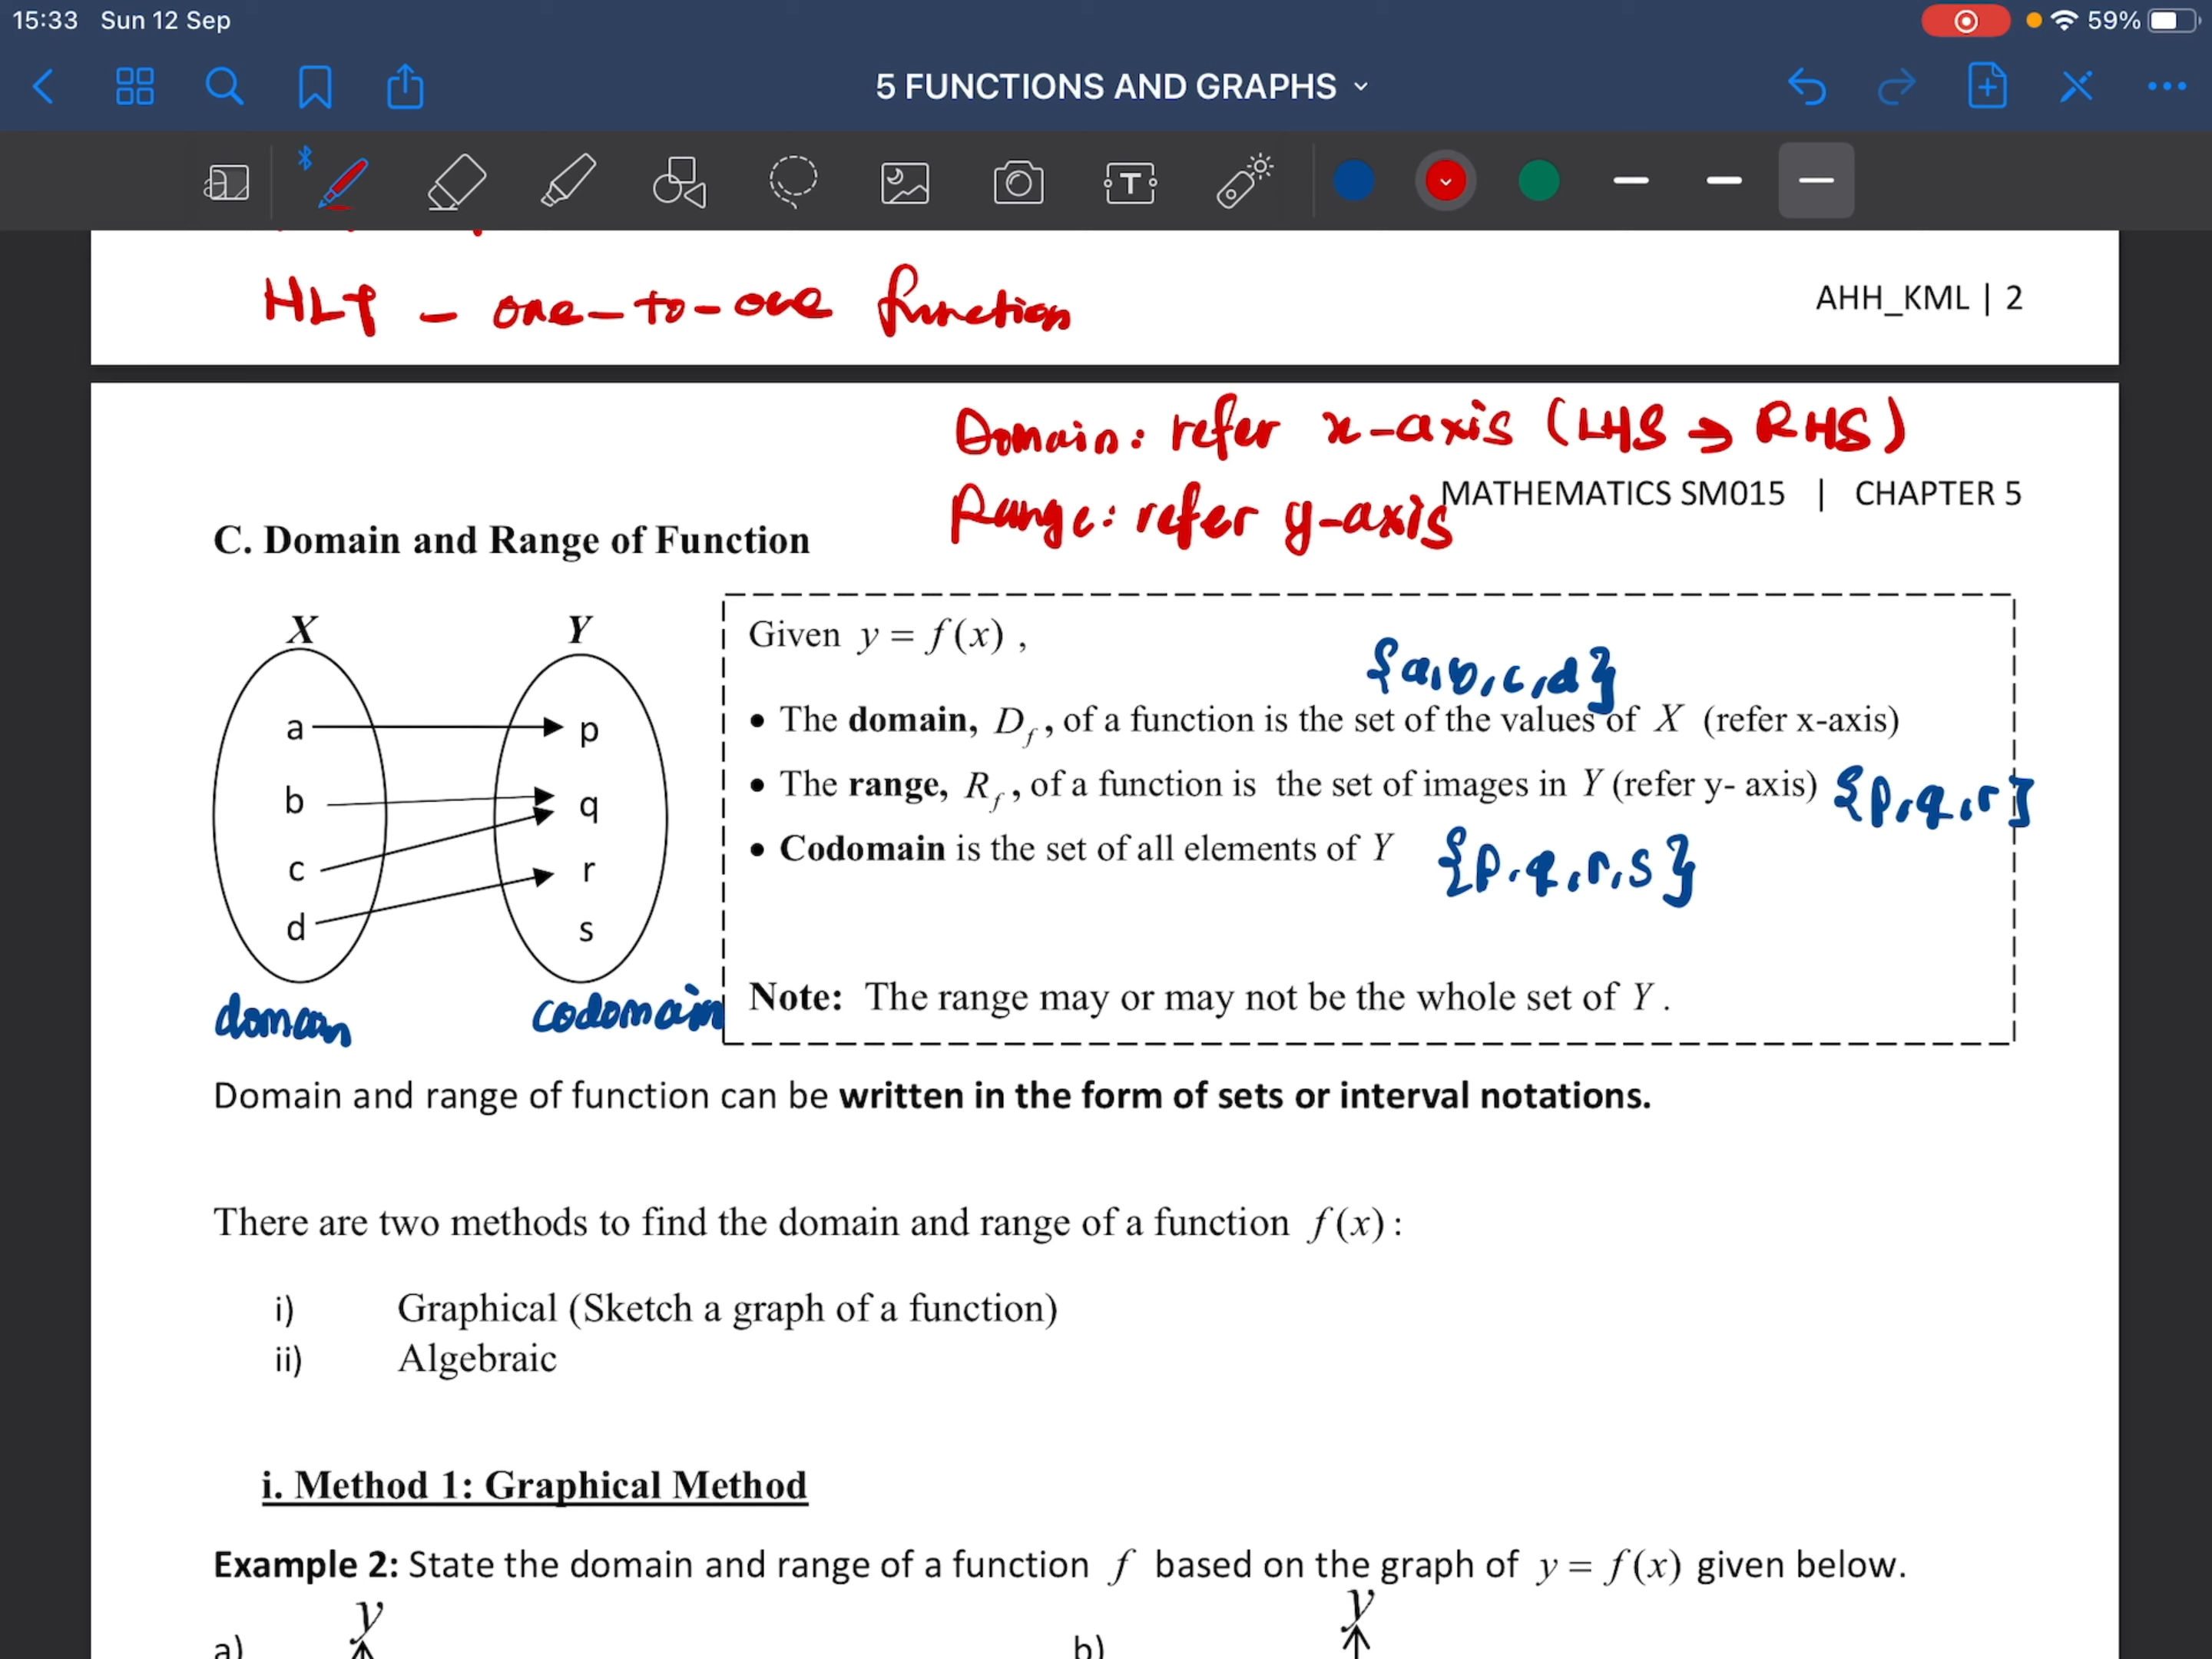 15:33 Sun 12 Sep
59%
5 FUNCTIONS AND GRAPHS
HLT - one-to-one function
AHH_KML | 2
Domain: refer x-axis (LHS → RHS)
Range: refer y-axis
MATHEMATICS SM015 | CHAPTER 5
C. Domain and Range of Function
X Y
a p
b q
c r
d s
domain codomain
Given y = f(x) ,
{a,b,c,d}
• The domain, D_f, of a function is the set of the values of X (refer x-axis)
• The range, R_f, of a function is the set of images in Y (refer y- axis) {p,q,r}
• Codomain is the set of all elements of Y {p,q,r,s}
Note: The range may or may not be the whole set of Y .
Domain and range of function can be written in the form of sets or interval notations.
There are two methods to find the domain and range of a function f(x) :
i) Graphical (Sketch a graph of a function)
ii) Algebraic
i. Method 1: Graphical Method
Example 2: State the domain and range of a function f based on the graph of y = f(x) given below.
a) y b) y